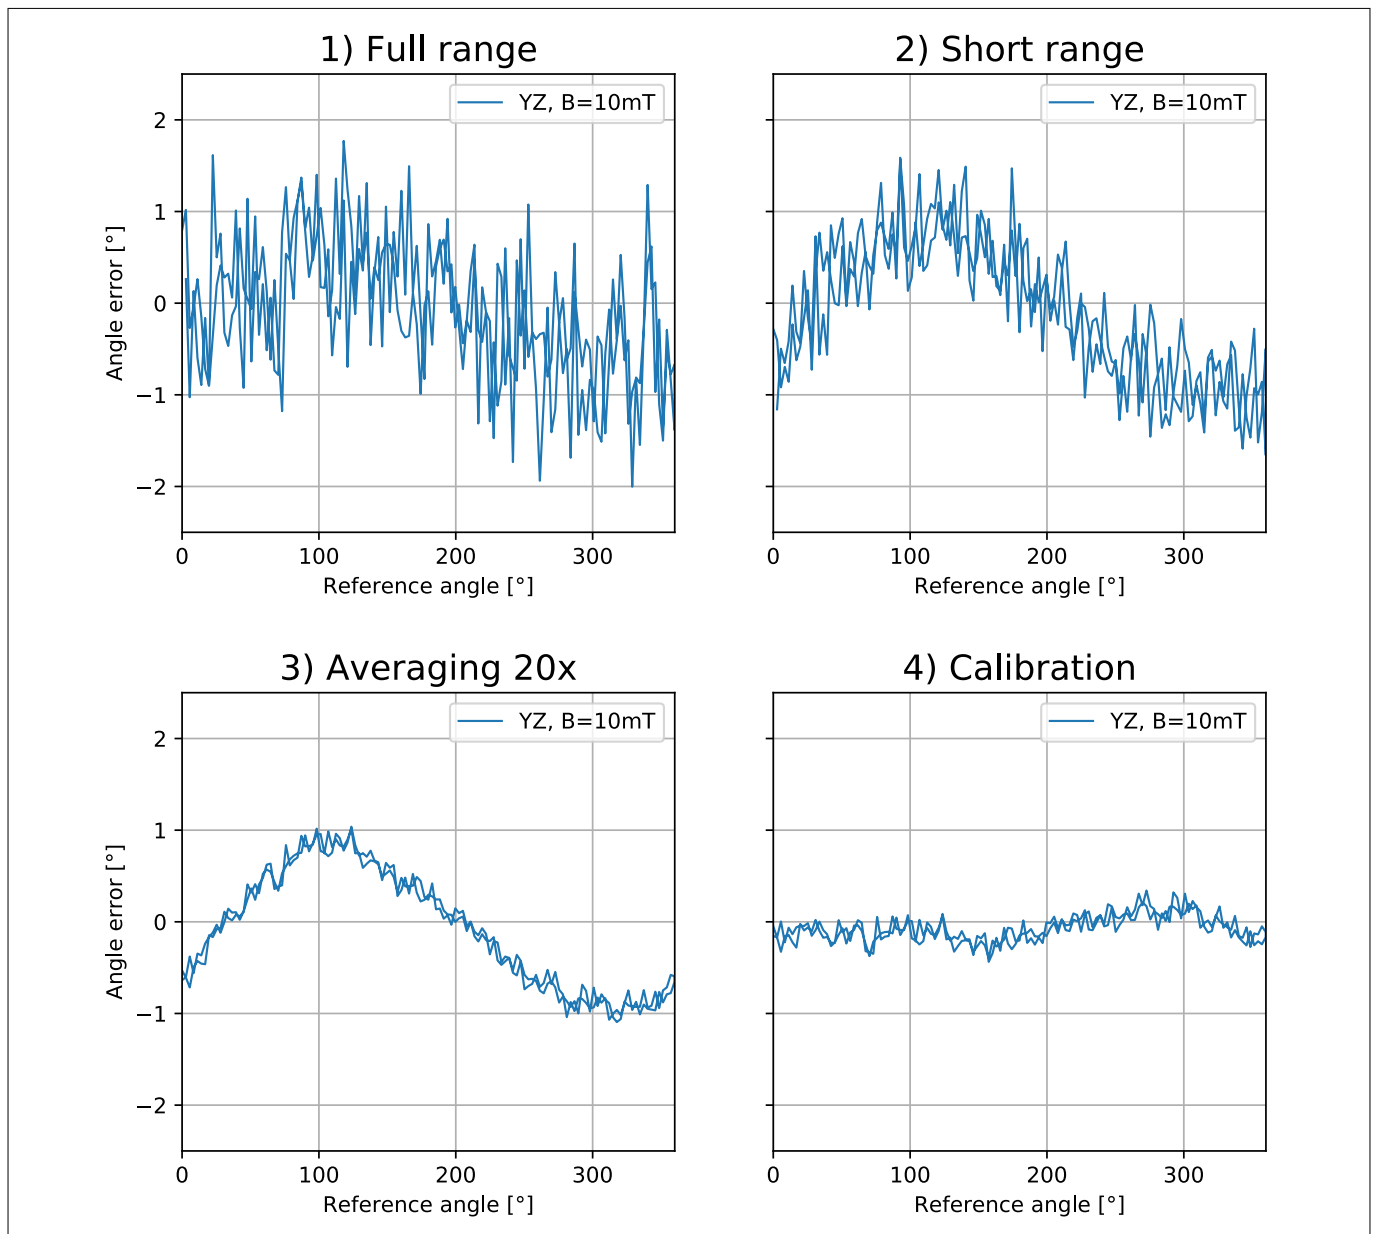 1) Full range
YZ, B=10mT
2
1
0
−1
−2
Angle error [°]
0 100 200 300
Reference angle [°]
2) Short range
YZ, B=10mT
0 100 200 300
Reference angle [°]
3) Averaging 20x
YZ, B=10mT
2
1
0
−1
−2
Angle error [°]
0 100 200 300
Reference angle [°]
4) Calibration
YZ, B=10mT
0 100 200 300
Reference angle [°]